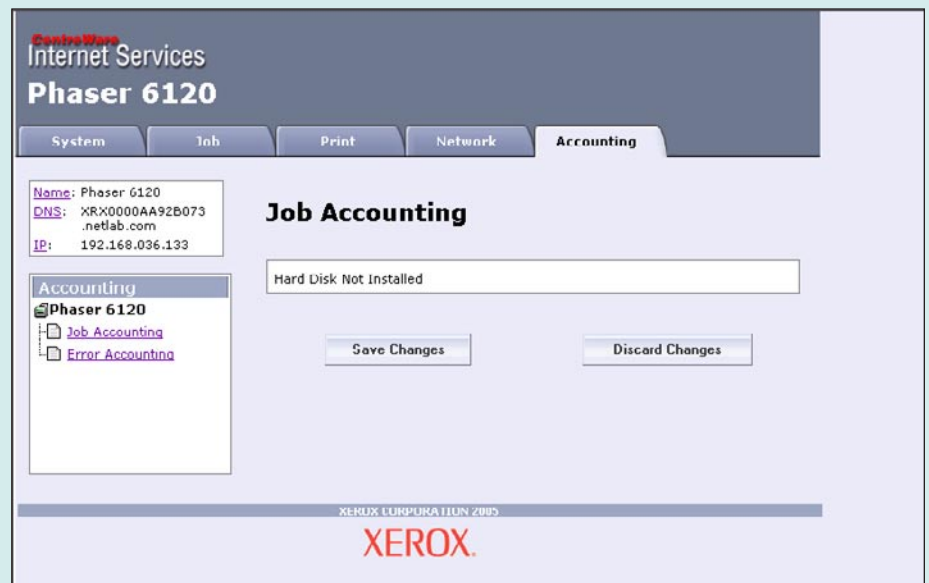 CentreWare
Internet Services
Phaser 6120
System Job Print Network Accounting
Name: Phaser 6120
DNS: XRX0000AA92B073
.netlab.com
IP: 192.168.036.133
Accounting
Phaser 6120
Job Accounting
Error Accounting
Job Accounting
Hard Disk Not Installed
Save Changes Discard Changes
XEROX CORPORATION 2005
XEROX.